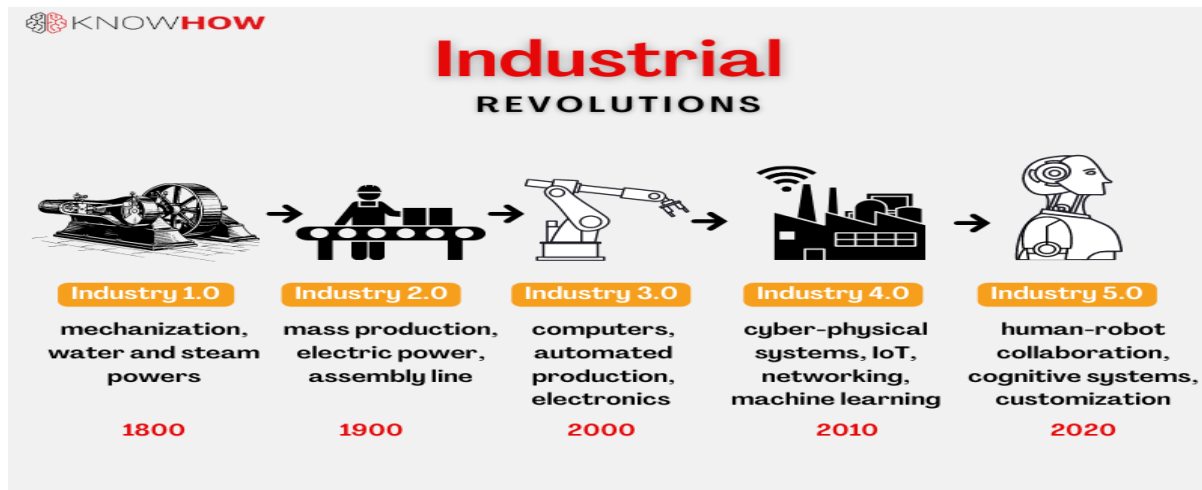 KNOWHOW
Industrial
REVOLUTIONS
Industry 1.0
mechanization,
water and steam
powers
1800
Industry 2.0
mass production,
electric power,
assembly line
1900
Industry 3.0
computers,
automated
production,
electronics
2000
Industry 4.0
cyber-physical
systems, IoT,
networking,
machine learning
2010
Industry 5.0
human-robot
collaboration,
cognitive systems,
customization
2020